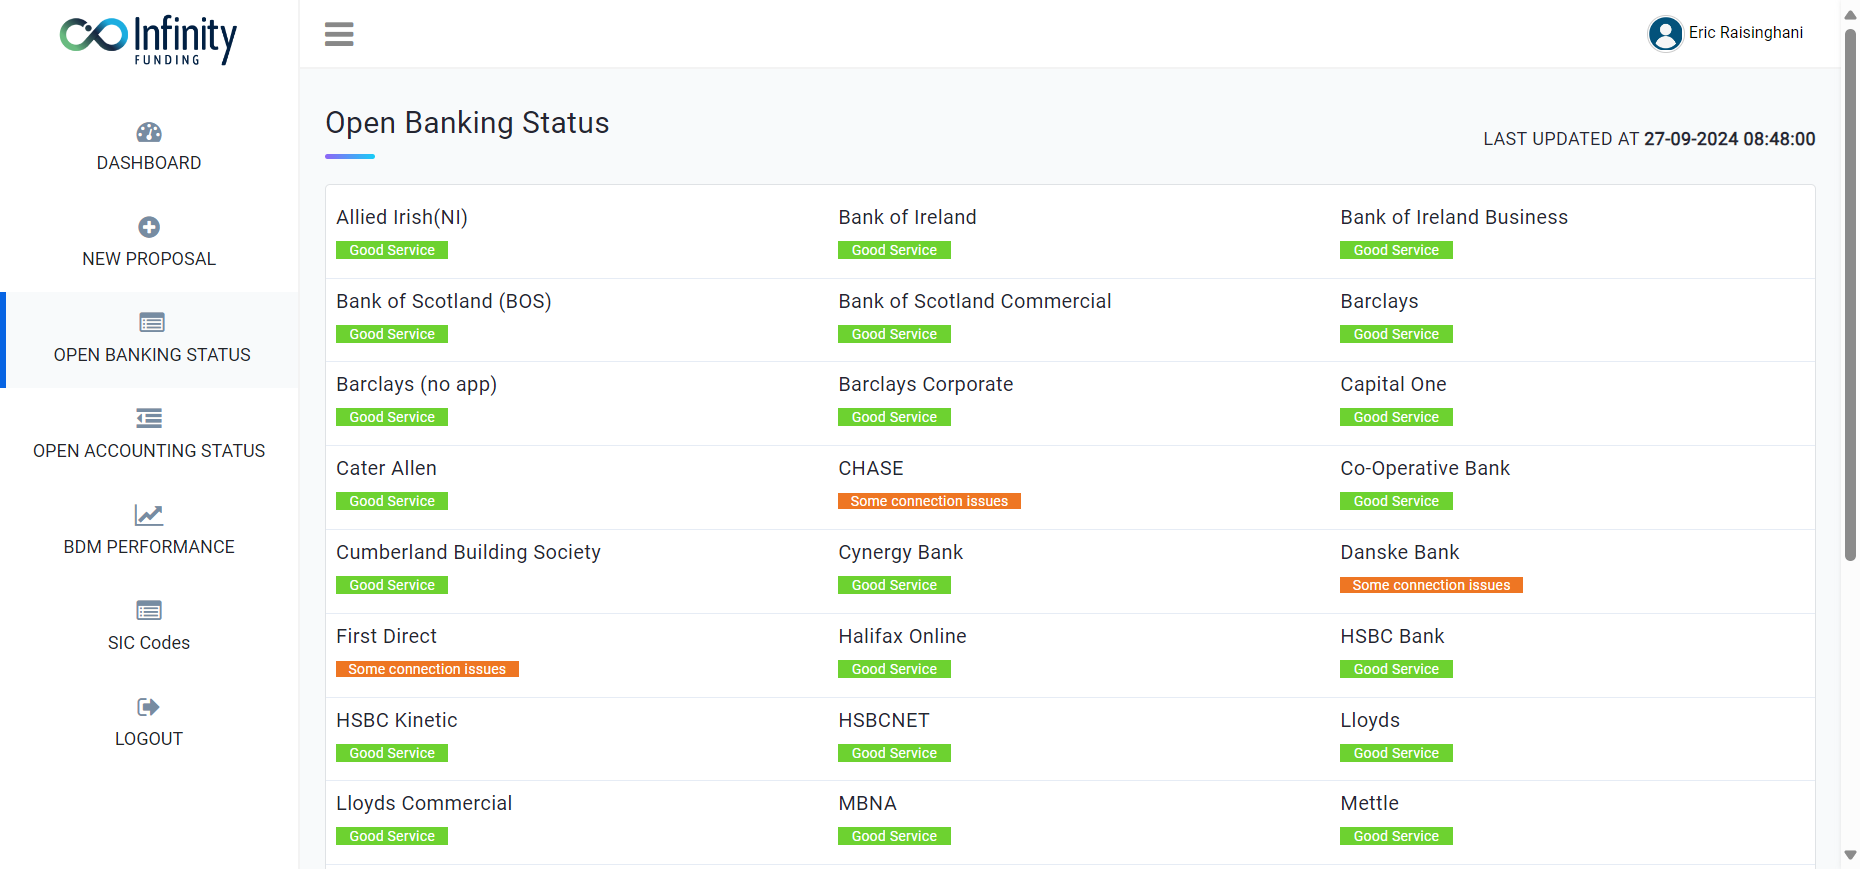 Infinity
FUNDING
Eric Raisinghani
DASHBOARD
NEW PROPOSAL
OPEN BANKING STATUS
OPEN ACCOUNTING STATUS
BDM PERFORMANCE
SIC Codes
LOGOUT
Open Banking Status
LAST UPDATED AT 27-09-2024 08:48:00
Allied Irish(NI)
Good Service
Bank of Ireland
Good Service
Bank of Ireland Business
Good Service
Bank of Scotland (BOS)
Good Service
Bank of Scotland Commercial
Good Service
Barclays
Good Service
Barclays (no app)
Good Service
Barclays Corporate
Good Service
Capital One
Good Service
Cater Allen
Good Service
CHASE
Some connection issues
Co-Operative Bank
Good Service
Cumberland Building Society
Good Service
Cynergy Bank
Good Service
Danske Bank
Some connection issues
First Direct
Some connection issues
Halifax Online
Good Service
HSBC Bank
Good Service
HSBC Kinetic
Good Service
HSBCNET
Good Service
Lloyds
Good Service
Lloyds Commercial
Good Service
MBNA
Good Service
Mettle
Good Service